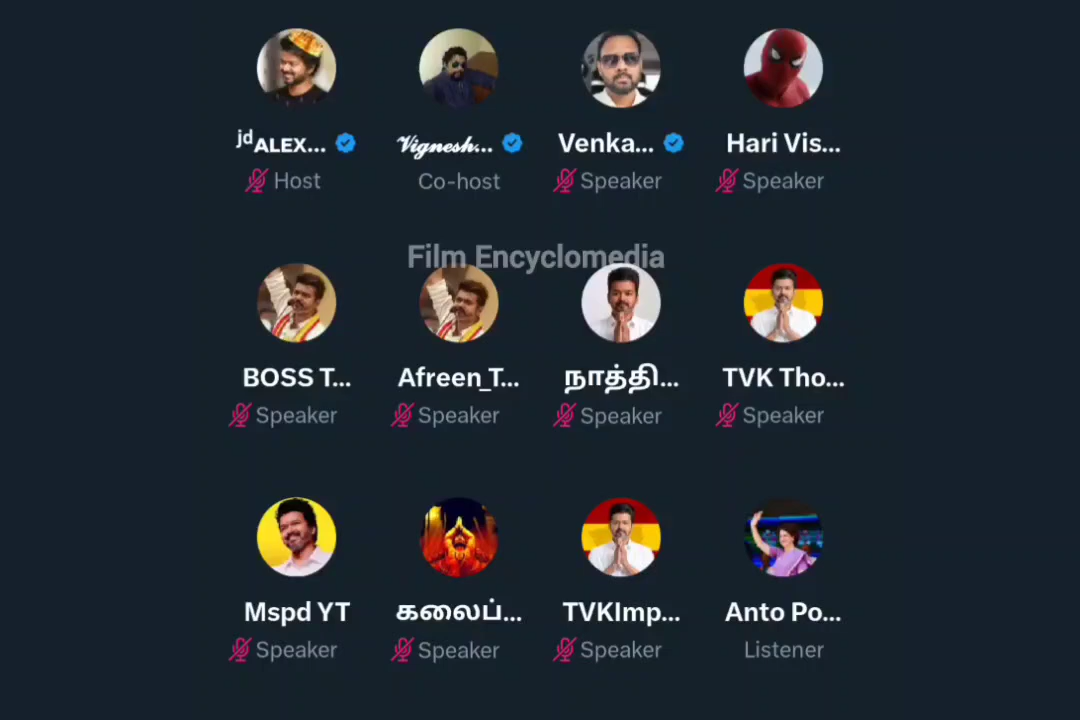 jdALEX...
𝓥𝓲𝓰𝓷𝓮𝓼𝓱...
Venka...
Hari Vis...
Host
Co-host
Speaker
Speaker
Film Encyclomedia
BOSS T...
Afreen_T...
நாத்தி...
TVK Tho...
Speaker
Speaker
Speaker
Speaker
Mspd YT
கலைப்...
TVKImp...
Anto Po...
Speaker
Speaker
Speaker
Listener